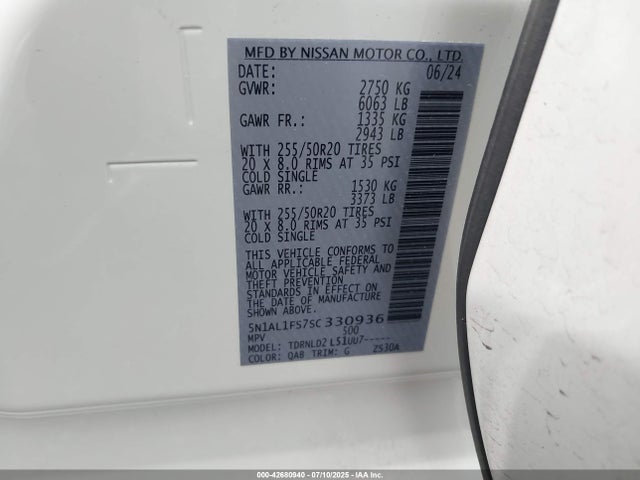 MFD BY NISSAN MOTOR CO., LTD.
DATE: 06/24
GVWR: 2750 KG
6063 LB
GAWR FR.: 1335 KG
2943 LB
WITH 255/50R20 TIRES
20 X 8.0 RIMS AT 35 PSI
COLD SINGLE
GAWR RR.: 1530 KG
3373 LB
WITH 255/50R20 TIRES
20 X 8.0 RIMS AT 35 PSI
COLD SINGLE
THIS VEHICLE CONFORMS TO
ALL APPLICABLE FEDERAL
MOTOR VEHICLE SAFETY AND
THEFT PREVENTION
STANDARDS IN EFFECT ON
THE DATE OF MANUFACTURE
SHOWN ABOVE.
5N1AL1FS7SC330936
MPV 500
MODEL: TDRNLD2 L51UU7-----
COLOR: QAB TRIM: G ZS30A
000-42680940 - 07/10/2025 - IAA Inc.